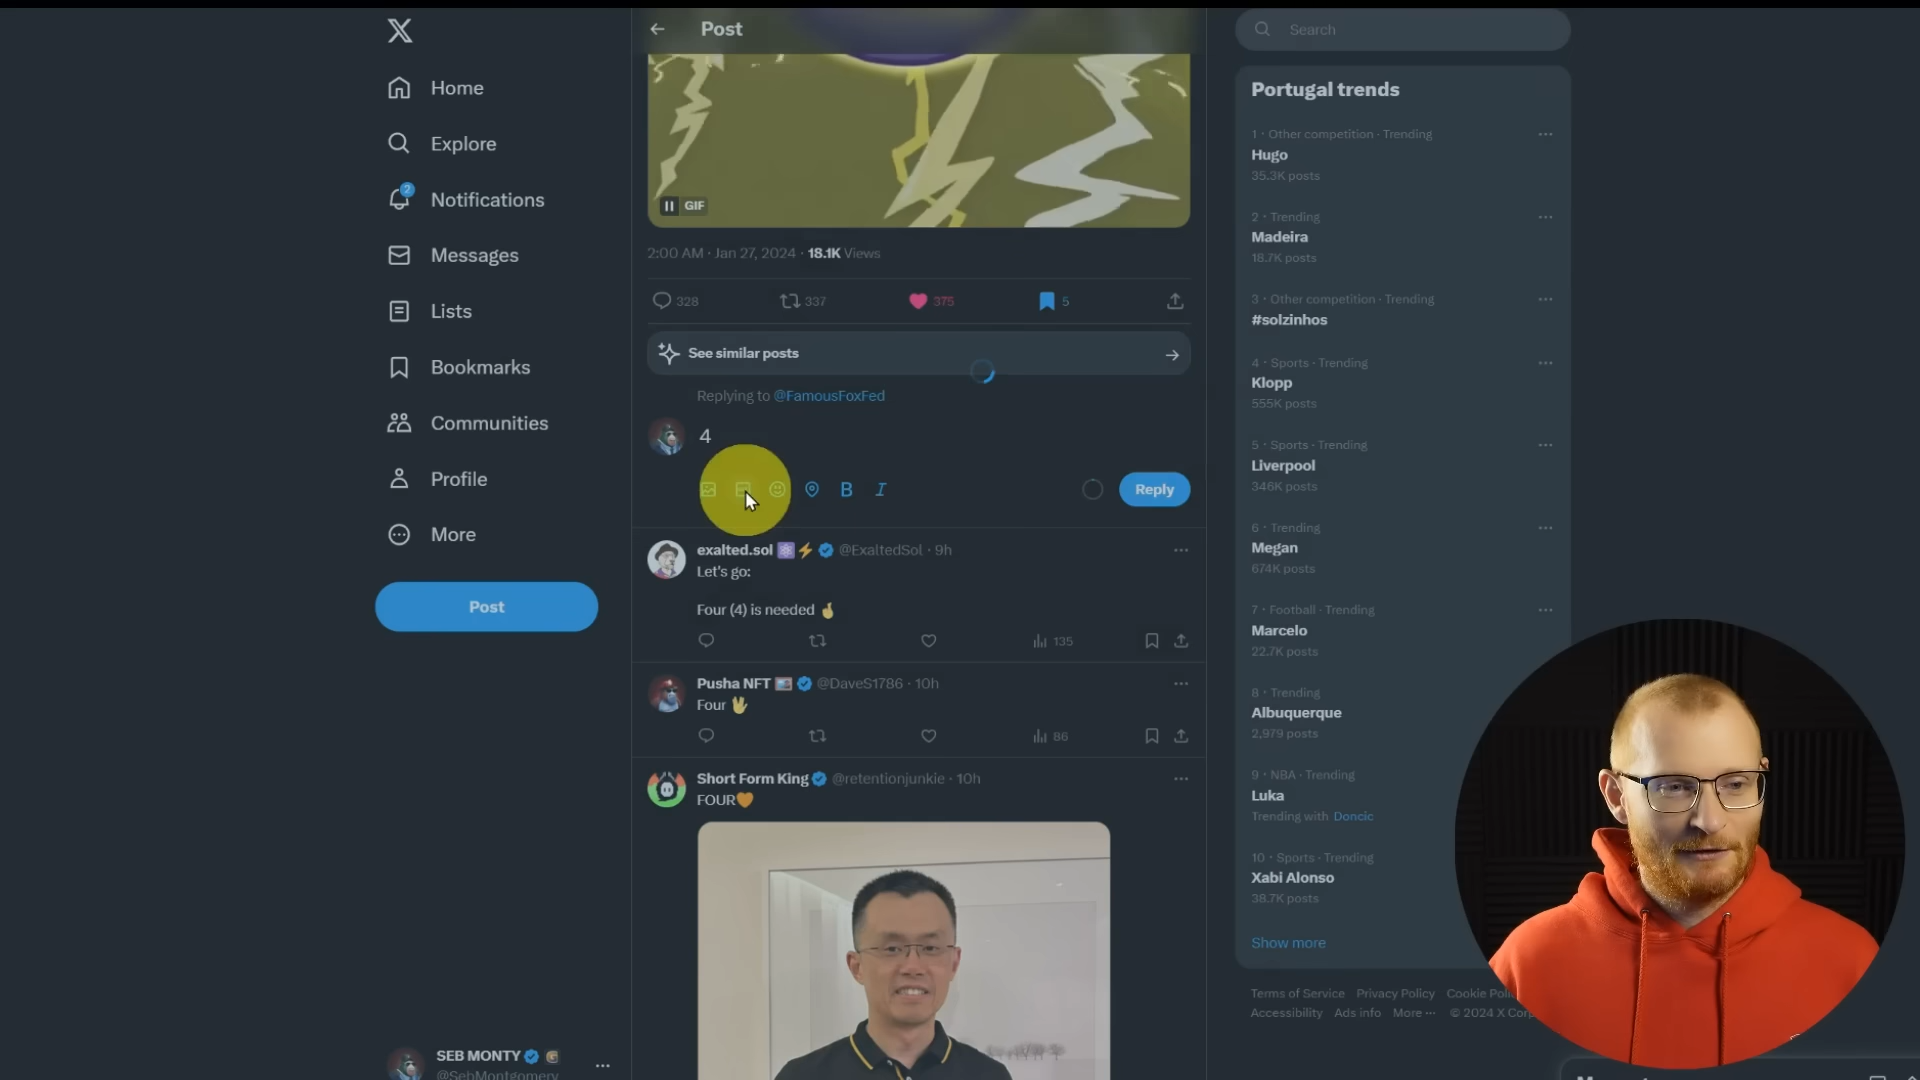 Post
Search
Home
Explore
2
Notifications
Messages
Lists
Bookmarks
Communities
Profile
More
Post
SEB MONTY
@SebMontgomery
GIF
2:00 AM · Jan 27, 2024 · 18.1K Views
328 337 375 5
See similar posts
Replying to @FamousFoxFed
4
B I
Reply
exalted.sol @ExaltedSol · 9h
Let's go:
Four (4) is needed
135
Pusha NFT @DaveS1786 · 10h
Four
86
Short Form King @retentionjunkie · 10h
FOUR
Portugal trends
1 · Other competition · Trending
Hugo
35.3K posts
2 · Trending
Madeira
18.7K posts
3 · Other competition · Trending
#solzinhos
4 · Sports · Trending
Klopp
555K posts
5 · Sports · Trending
Liverpool
346K posts
6 · Trending
Megan
674K posts
7 · Football · Trending
Marcelo
22.7K posts
8 · Trending
Albuquerque
2,979 posts
9 · NBA · Trending
Luka
Trending with Doncic
10 · Sports · Trending
Xabi Alonso
38.7K posts
Show more
Terms of Service Privacy Policy Cookie
Accessibility Ads info More ··· © 2024 X